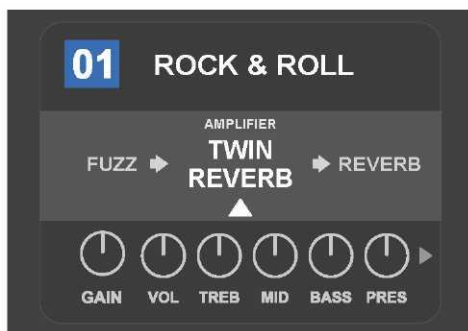 01 ROCK & ROLL
AMPLIFIER
FUZZ TWIN REVERB REVERB
GAIN VOL TREB MID BASS PRES